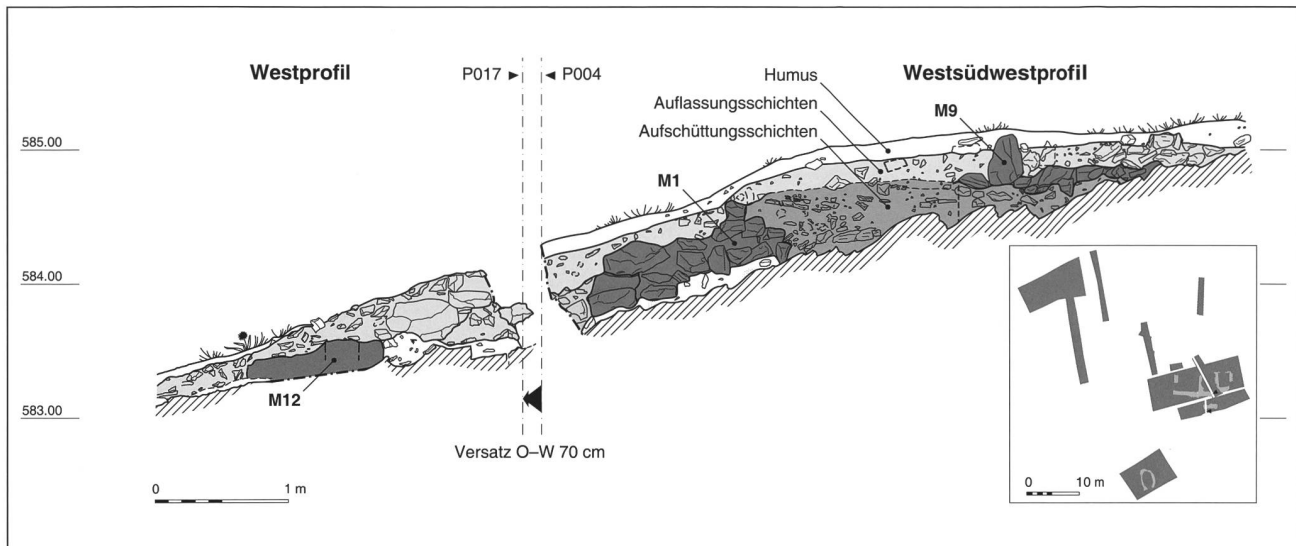 Westprofil
P017
P004
Westsüdwestprofil
Humus
Auflassungsschichten
Aufschüttungsschichten
M9
M1
585.00
584.00
583.00
M12
Versatz O–W 70 cm
0 1 m
0 10 m